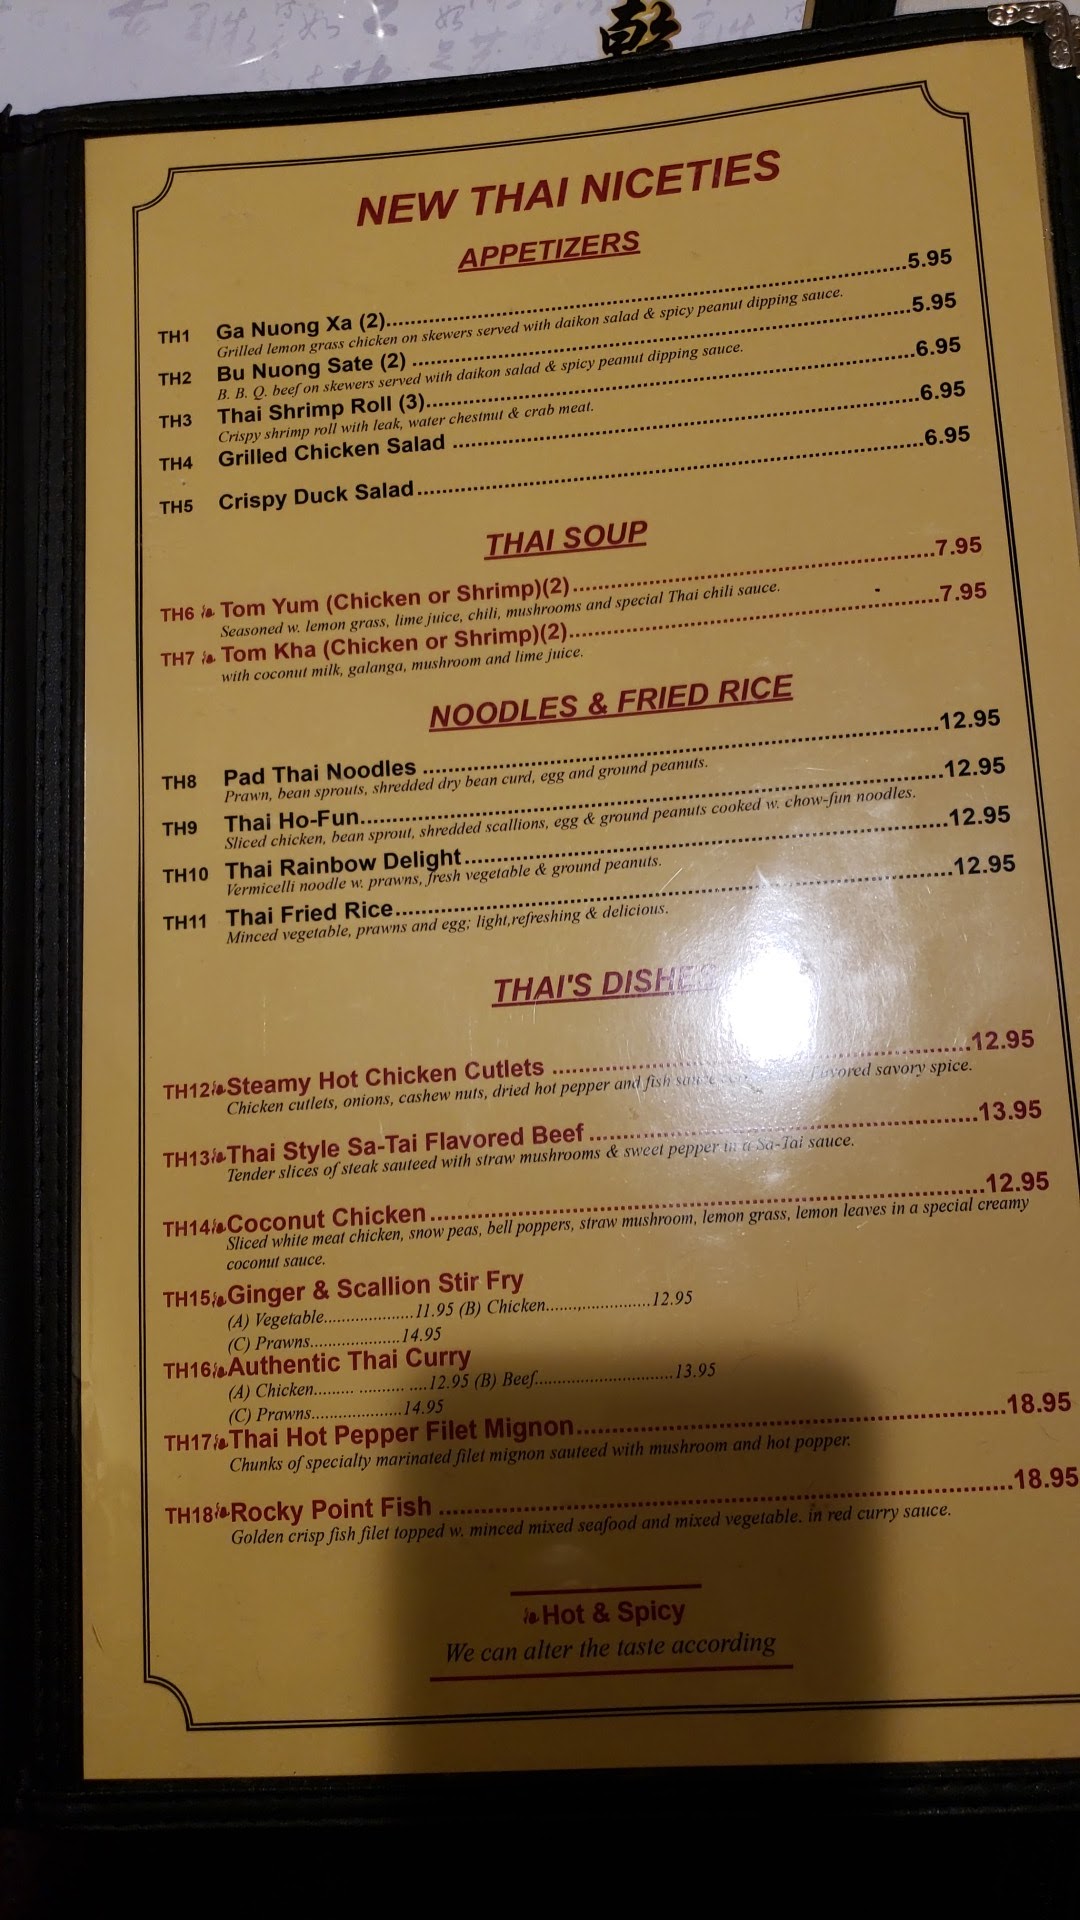 乾
NEW THAI NICETIES
APPETIZERS
TH1 Ga Nuong Xa (2)..........5.95
Grilled lemon grass chicken on skewers served with daikon salad & spicy peanut dipping sauce.
TH2 Bu Nuong Sate (2) ..........5.95
B. B. Q. beef on skewers served with daikon salad & spicy peanut dipping sauce.
TH3 Thai Shrimp Roll (3)..........6.95
Crispy shrimp roll with leak, water chestnut & crab meat.
TH4 Grilled Chicken Salad ..........6.95
TH5 Crispy Duck Salad..........6.95
THAI SOUP
TH6 Tom Yum (Chicken or Shrimp)(2)..........7.95
Seasoned w. lemon grass, lime juice, chili, mushrooms and special Thai chili sauce.
TH7 Tom Kha (Chicken or Shrimp)(2)..........7.95
with coconut milk, galanga, mushroom and lime juice.
NOODLES & FRIED RICE
TH8 Pad Thai Noodles ..........12.95
Prawn, bean sprouts, shredded dry bean curd, egg and ground peanuts.
TH9 Thai Ho-Fun..........12.95
Sliced chicken, bean sprout, shredded scallions, egg & ground peanuts cooked w. chow-fun noodles.
TH10 Thai Rainbow Delight..........12.95
Vermicelli noodle w. prawns, fresh vegetable & ground peanuts.
TH11 Thai Fried Rice..........12.95
Minced vegetable, prawns and egg; light,refreshing & delicious.
THAI'S DISHES
TH12 Steamy Hot Chicken Cutlets ..........12.95
Chicken cutlets, onions, cashew nuts, dried hot pepper and fish sauce flavored savory spice.
TH13 Thai Style Sa-Tai Flavored Beef ..........13.95
Tender slices of steak sauteed with straw mushrooms & sweet pepper in a Sa-Tai sauce.
TH14 Coconut Chicken ..........12.95
Sliced white meat chicken, snow peas, bell poppers, straw mushroom, lemon grass, lemon leaves in a special creamy
coconut sauce.
TH15 Ginger & Scallion Stir Fry
(A) Vegetable..........11.95 (B) Chicken..........12.95
(C) Prawns..........14.95
TH16 Authentic Thai Curry
(A) Chicken..........12.95 (B) Beef..........13.95
(C) Prawns..........14.95
TH17 Thai Hot Pepper Filet Mignon..........18.95
Chunks of specialty marinated filet mignon sauteed with mushroom and hot popper.
TH18 Rocky Point Fish ..........18.95
Golden crisp fish filet topped w. minced mixed seafood and mixed vegetable. in red curry sauce.
Hot & Spicy
We can alter the taste according